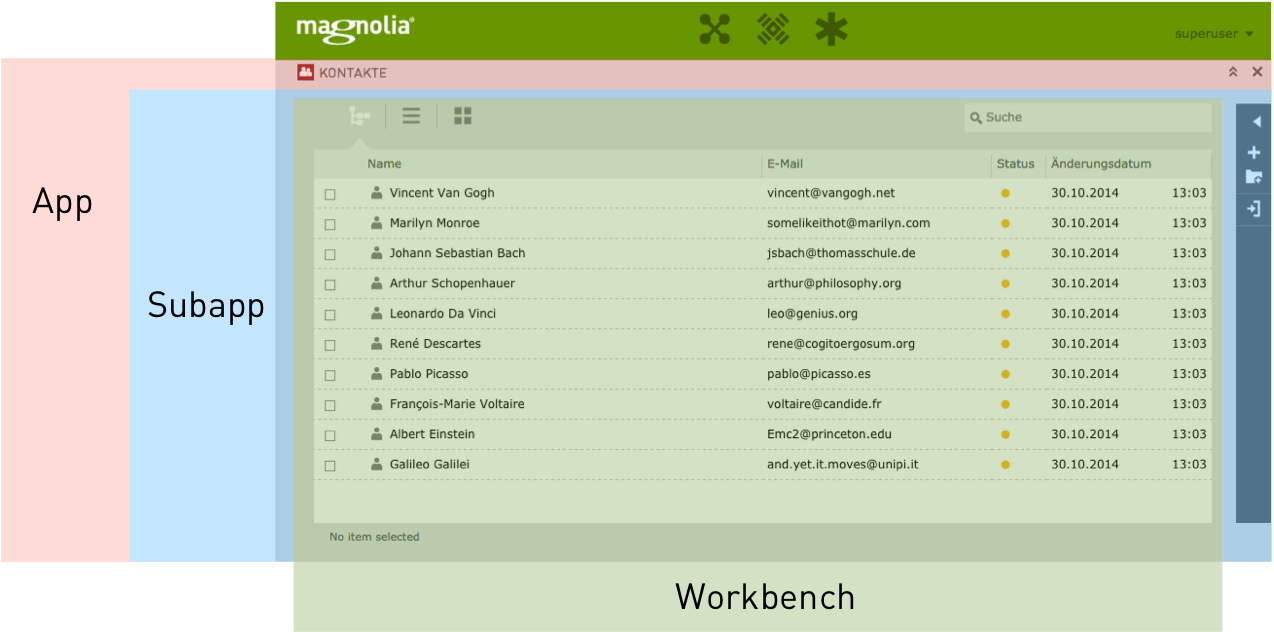 magnolia®
superuser
KONTAKTE
Suche
Name E-Mail Status Änderungsdatum
Vincent Van Gogh vincent@vangogh.net 30.10.2014 13:03
Marilyn Monroe somelikeithot@marilyn.com 30.10.2014 13:03
App
Johann Sebastian Bach jsbach@thomasschule.de 30.10.2014 13:03
Arthur Schopenhauer arthur@philosophy.org 30.10.2014 13:03
Subapp
Leonardo Da Vinci leo@genius.org 30.10.2014 13:03
René Descartes rene@cogitoergosum.org 30.10.2014 13:03
Pablo Picasso pablo@picasso.es 30.10.2014 13:03
François-Marie Voltaire voltaire@candide.fr 30.10.2014 13:03
Albert Einstein Emc2@princeton.edu 30.10.2014 13:03
Galileo Galilei and.yet.it.moves@unipi.it 30.10.2014 13:03
No item selected
Workbench